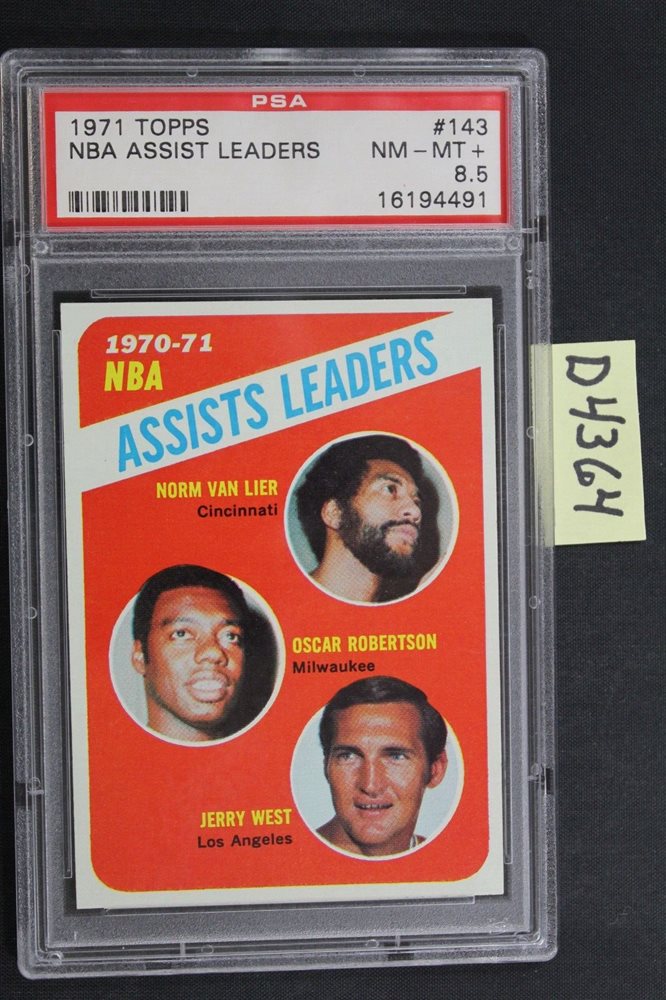 PSA
1971 TOPPS #143
NBA ASSIST LEADERS NM-MT+
8.5
16194491
1970-71
NBA
ASSISTS LEADERS
NORM VAN LIER
Cincinnati
OSCAR ROBERTSON
Milwaukee
JERRY WEST
Los Angeles
D4364